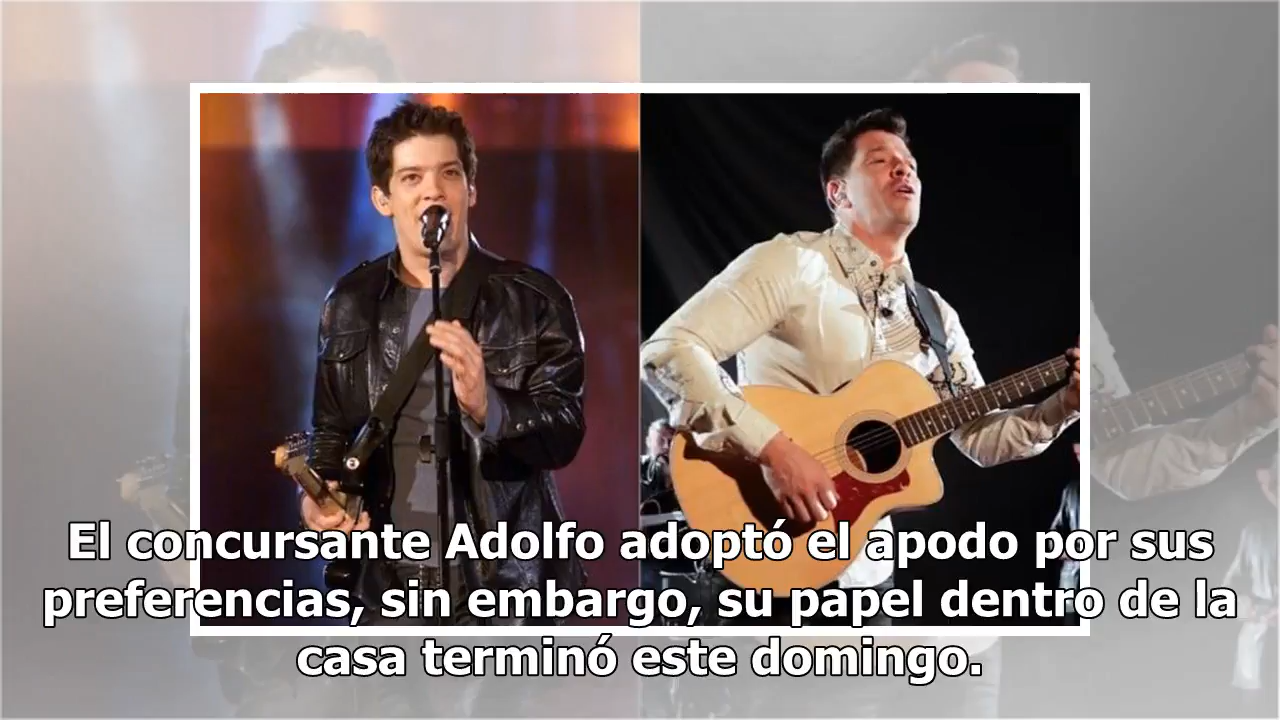 El concursante Adolfo adoptó el apodo por sus
preferencias, sin embargo, su papel dentro de la
casa terminó este domingo.